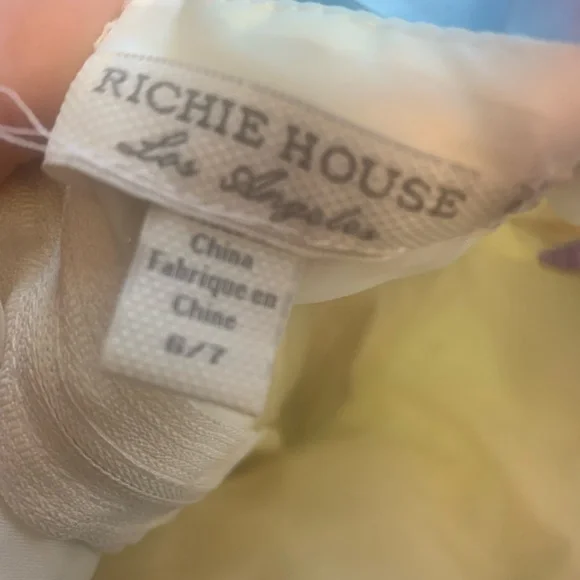 RICHIE HOUSE
Los Angeles
China
Fabrique en
Chine
6/7